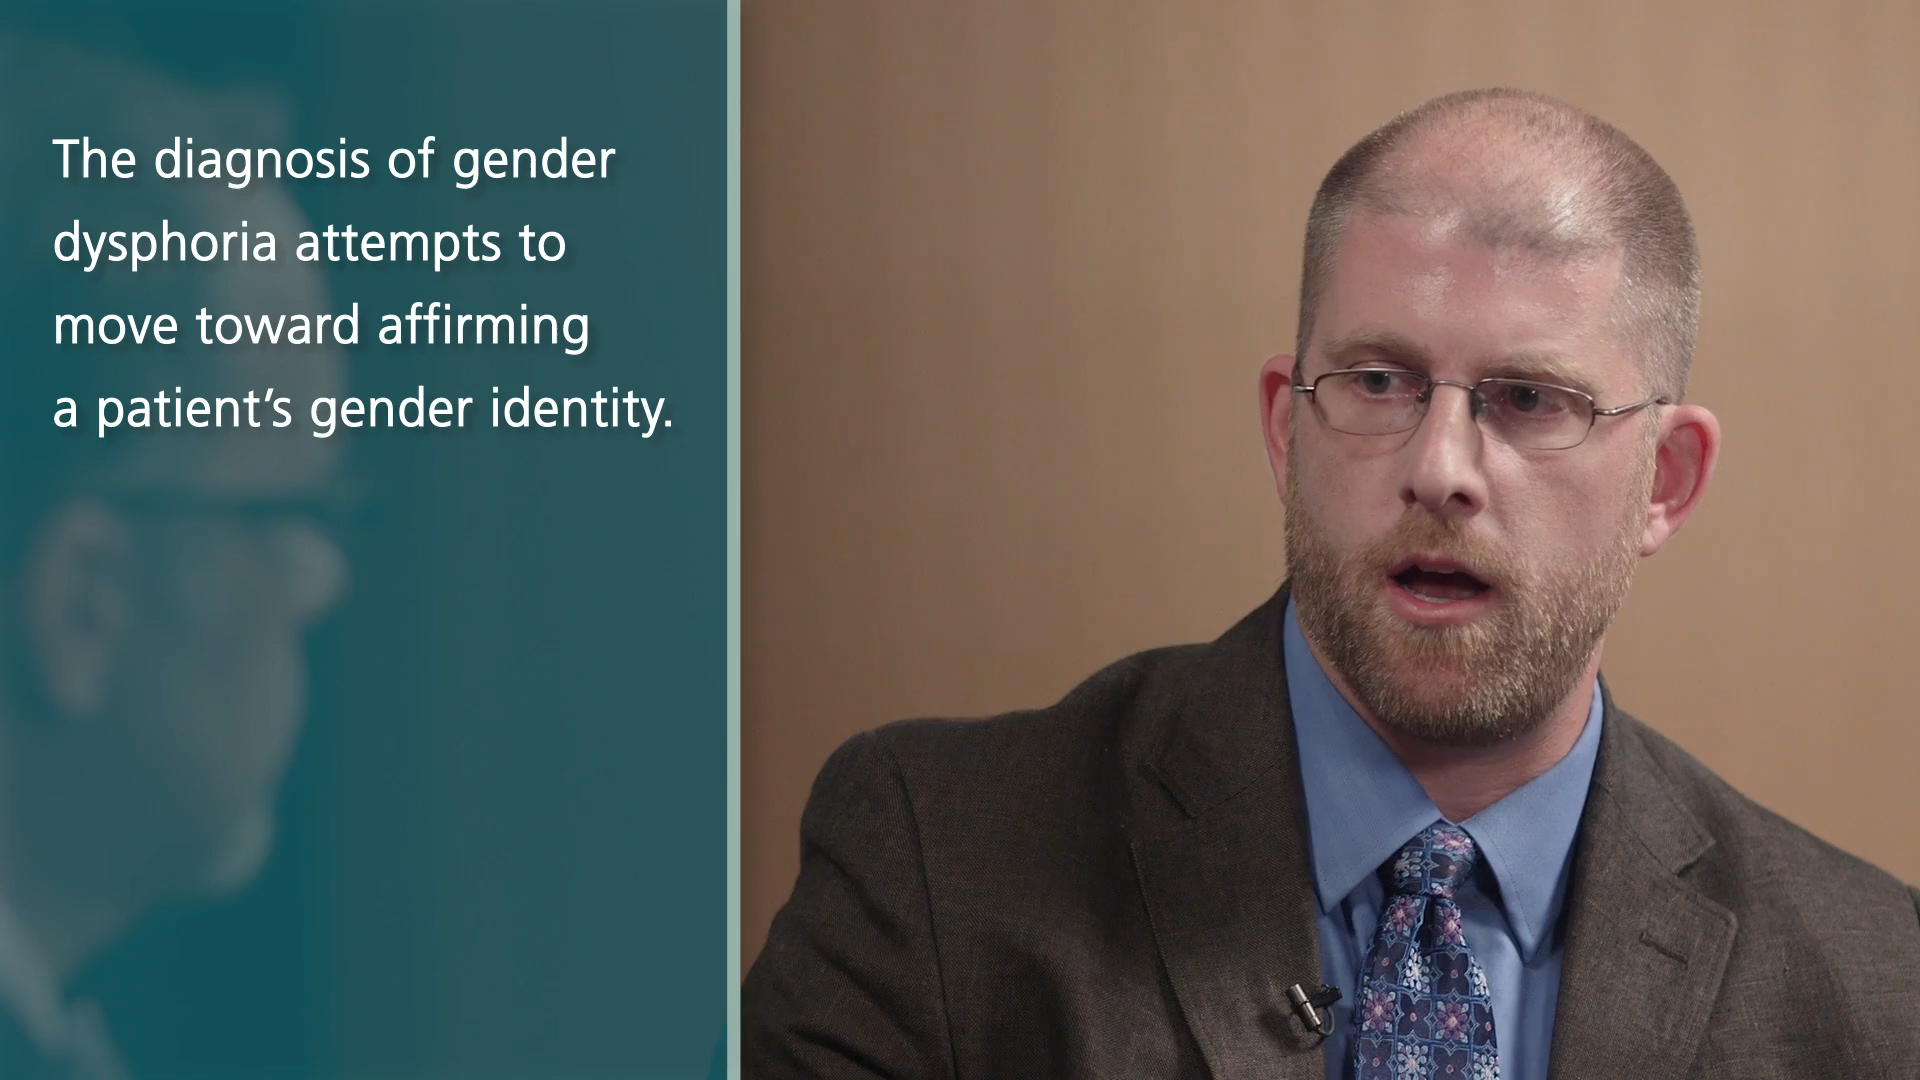 The diagnosis of gender
dysphoria attempts to
move toward affirming
a patient’s gender identity.